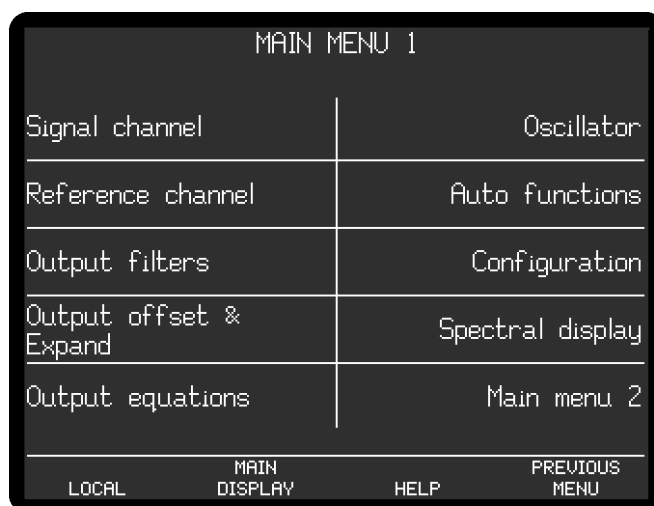 MAIN MENU 1
Signal channel
Oscillator
Reference channel
Auto functions
Output filters
Configuration
Output offset &
Expand
Spectral display
Output equations
Main menu 2
LOCAL
MAIN
DISPLAY
HELP
PREVIOUS
MENU